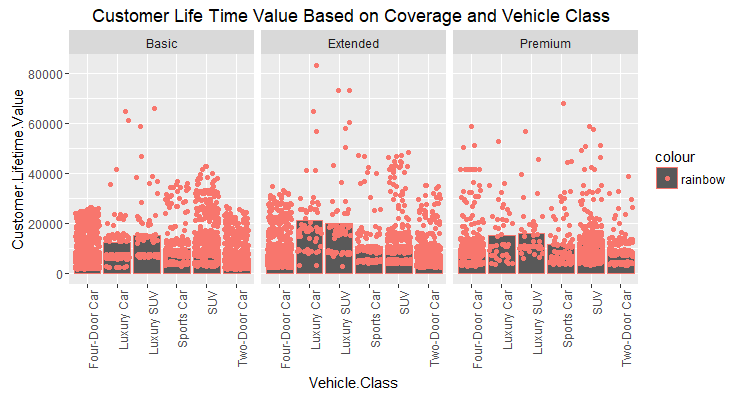 Customer Life Time Value Based on Coverage and Vehicle Class
Basic
Extended
Premium
Customer.Lifetime.Value
80000
60000
40000
20000
0
Four-Door Car
Luxury Car
Luxury SUV
Sports Car
SUV
Two-Door Car
Four-Door Car
Luxury Car
Luxury SUV
Sports Car
SUV
Two-Door Car
Four-Door Car
Luxury Car
Luxury SUV
Sports Car
SUV
Two-Door Car
Vehicle.Class
colour
rainbow